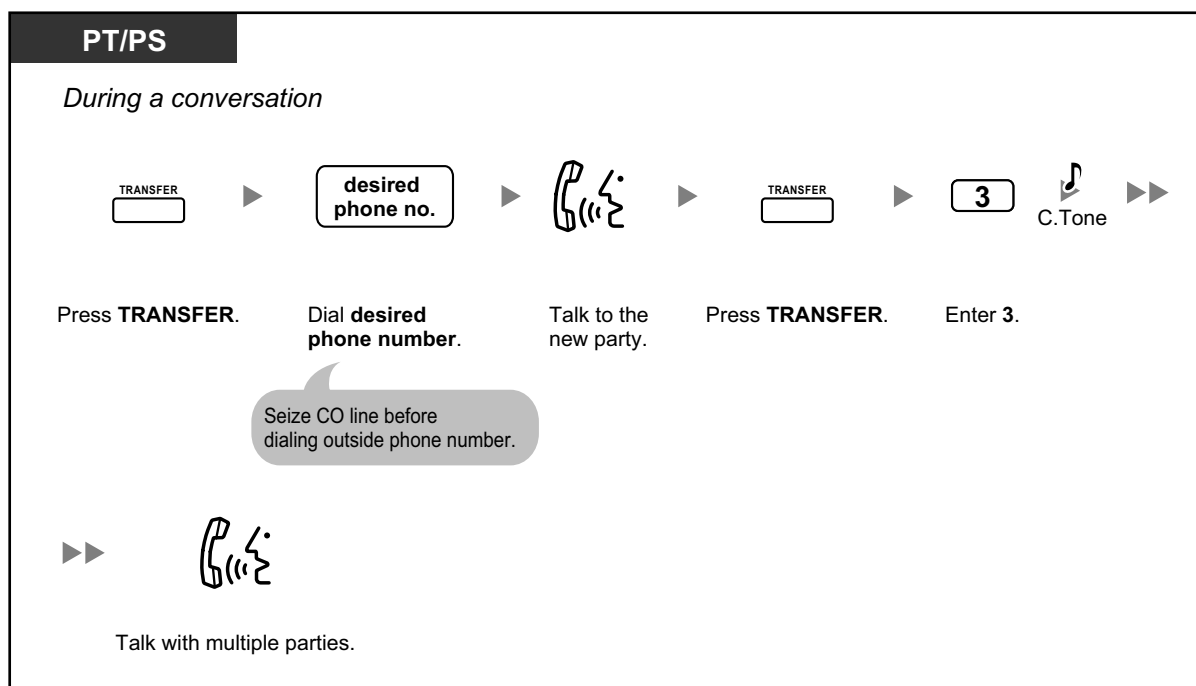 PT/PS
During a conversation
TRANSFER
desired
phone no.
TRANSFER
3
C.Tone
Press TRANSFER.
Dial desired
phone number.
Talk to the
new party.
Press TRANSFER.
Enter 3.
Seize CO line before
dialing outside phone number.
Talk with multiple parties.